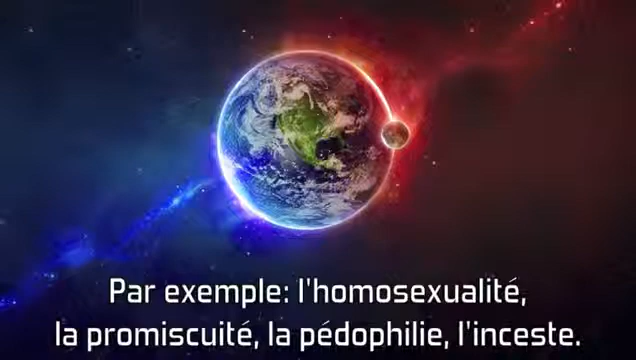 Par exemple: l'homosexualité,
la promiscuité, la pédophilie, l'inceste.